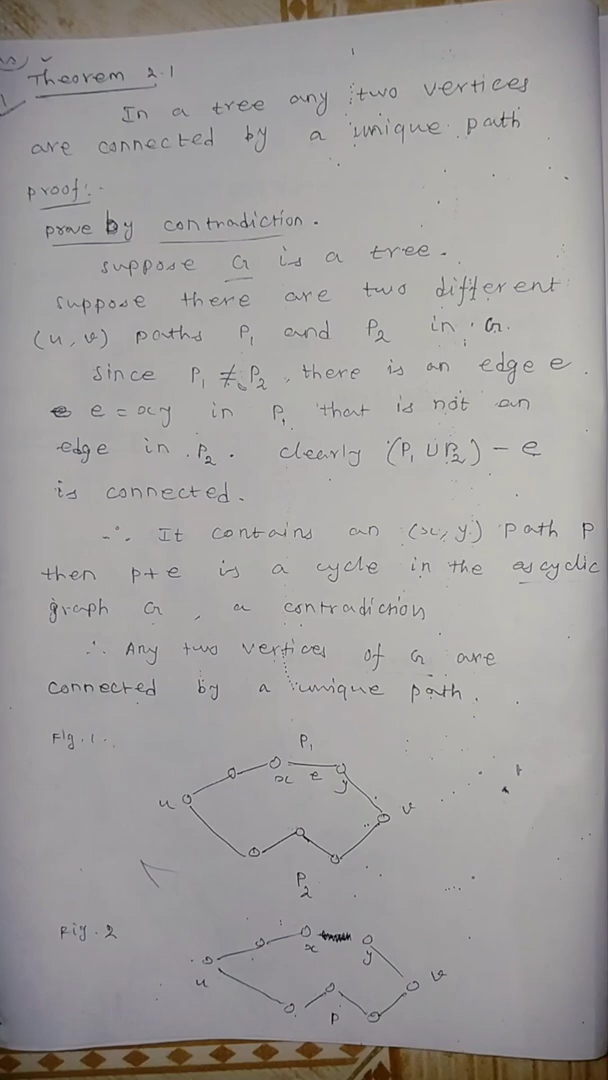 Theorem 2.1
In a tree any two vertices
are connected by a unique path
proof:-
prove by contradiction.
suppose G is a tree.
suppose there are two different
(u, v) paths P1 and P2 in G.
Since P1 ≠ P2, there is an edge e
e = xy in P1 that is not an
edge in P2. clearly (P1 ∪ P2) - e
is connected.
∴ It contains an (x, y) path P
then p+e is a cycle in the acyclic
graph G, a contradiction
∴ Any two vertices of G are
connected by a unique path.
Fig. 1.
P1
x e y
u
v
P2
Fig. 2
x
y
u
v
P